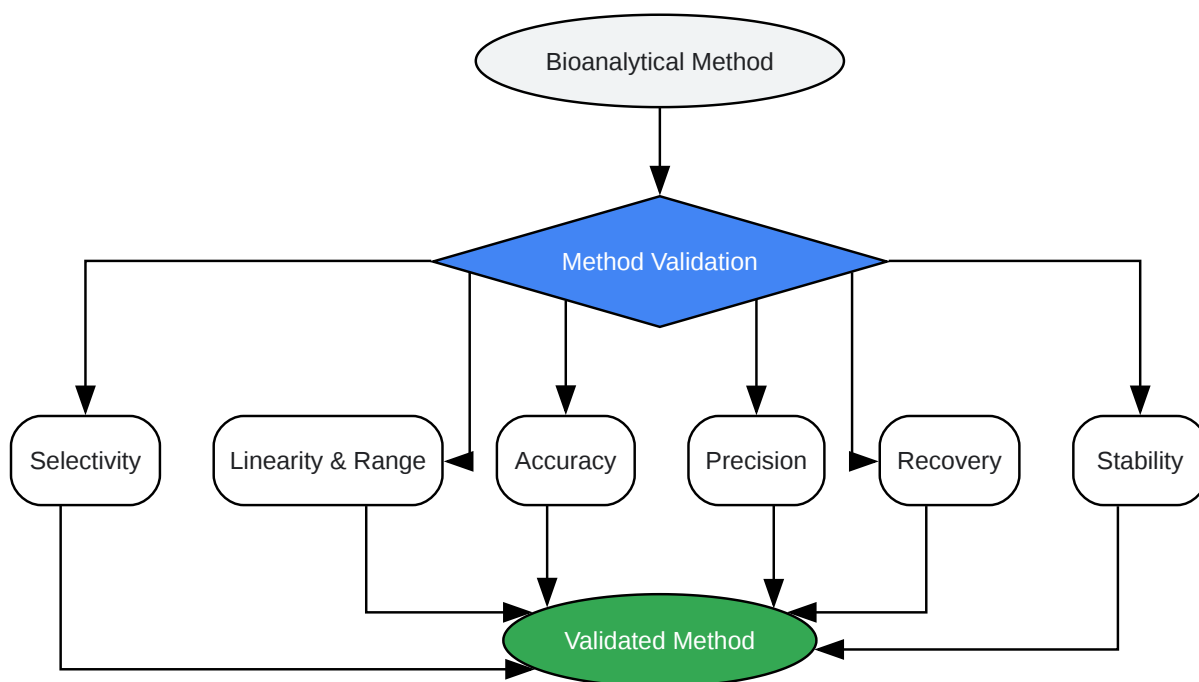 Bioanalytical Method
Method Validation
Selectivity
Linearity & Range
Accuracy
Precision
Recovery
Stability
Validated Method